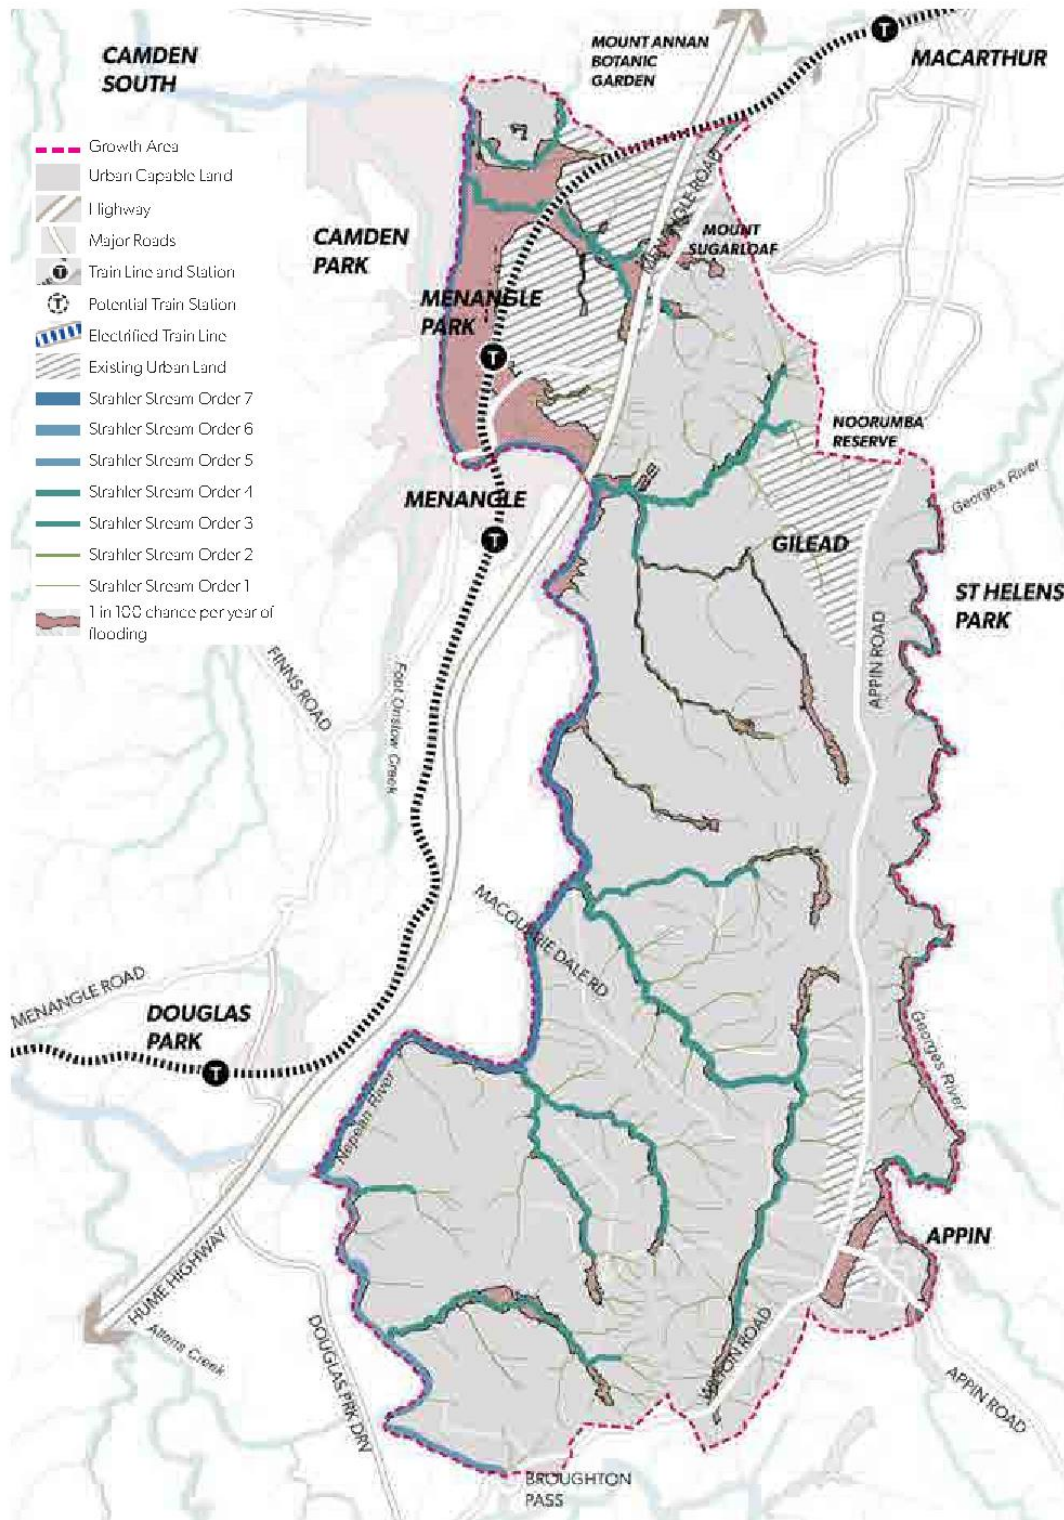 CAMDEN
SOUTH
MOUNT ANNAN
BOTANIC
GARDEN
T
MACARTHUR
Growth Area
Urban Capable Land
Highway
Major Roads
T
Train Line and Station
T
Potential Train Station
Electrified Train Line
Existing Urban Land
Strahler Stream Order 7
Strahler Stream Order 6
Strahler Stream Order 5
Strahler Stream Order 4
Strahler Stream Order 3
Strahler Stream Order 2
Strahler Stream Order 1
1 in 100 chance per year of
flooding
CAMDEN
PARK
MENANGLE ROAD
MOUNT
SUGARLOAF
MENANGLE
PARK
T
NOORUMBA
RESERVE
Georges River
MENANGLE
T
GILEAD
ST HELENS
PARK
APPIN ROAD
FINNS ROAD
Foot Onslow Creek
MACQUARIE DALE RD
MENANGLE ROAD
DOUGLAS
PARK
T
Georges River
Nepean River
APPIN
HUME HIGHWAY
Allens Creek
DOUGLAS PRK DRV
WILTON ROAD
APPIN ROAD
BROUGHTON
PASS